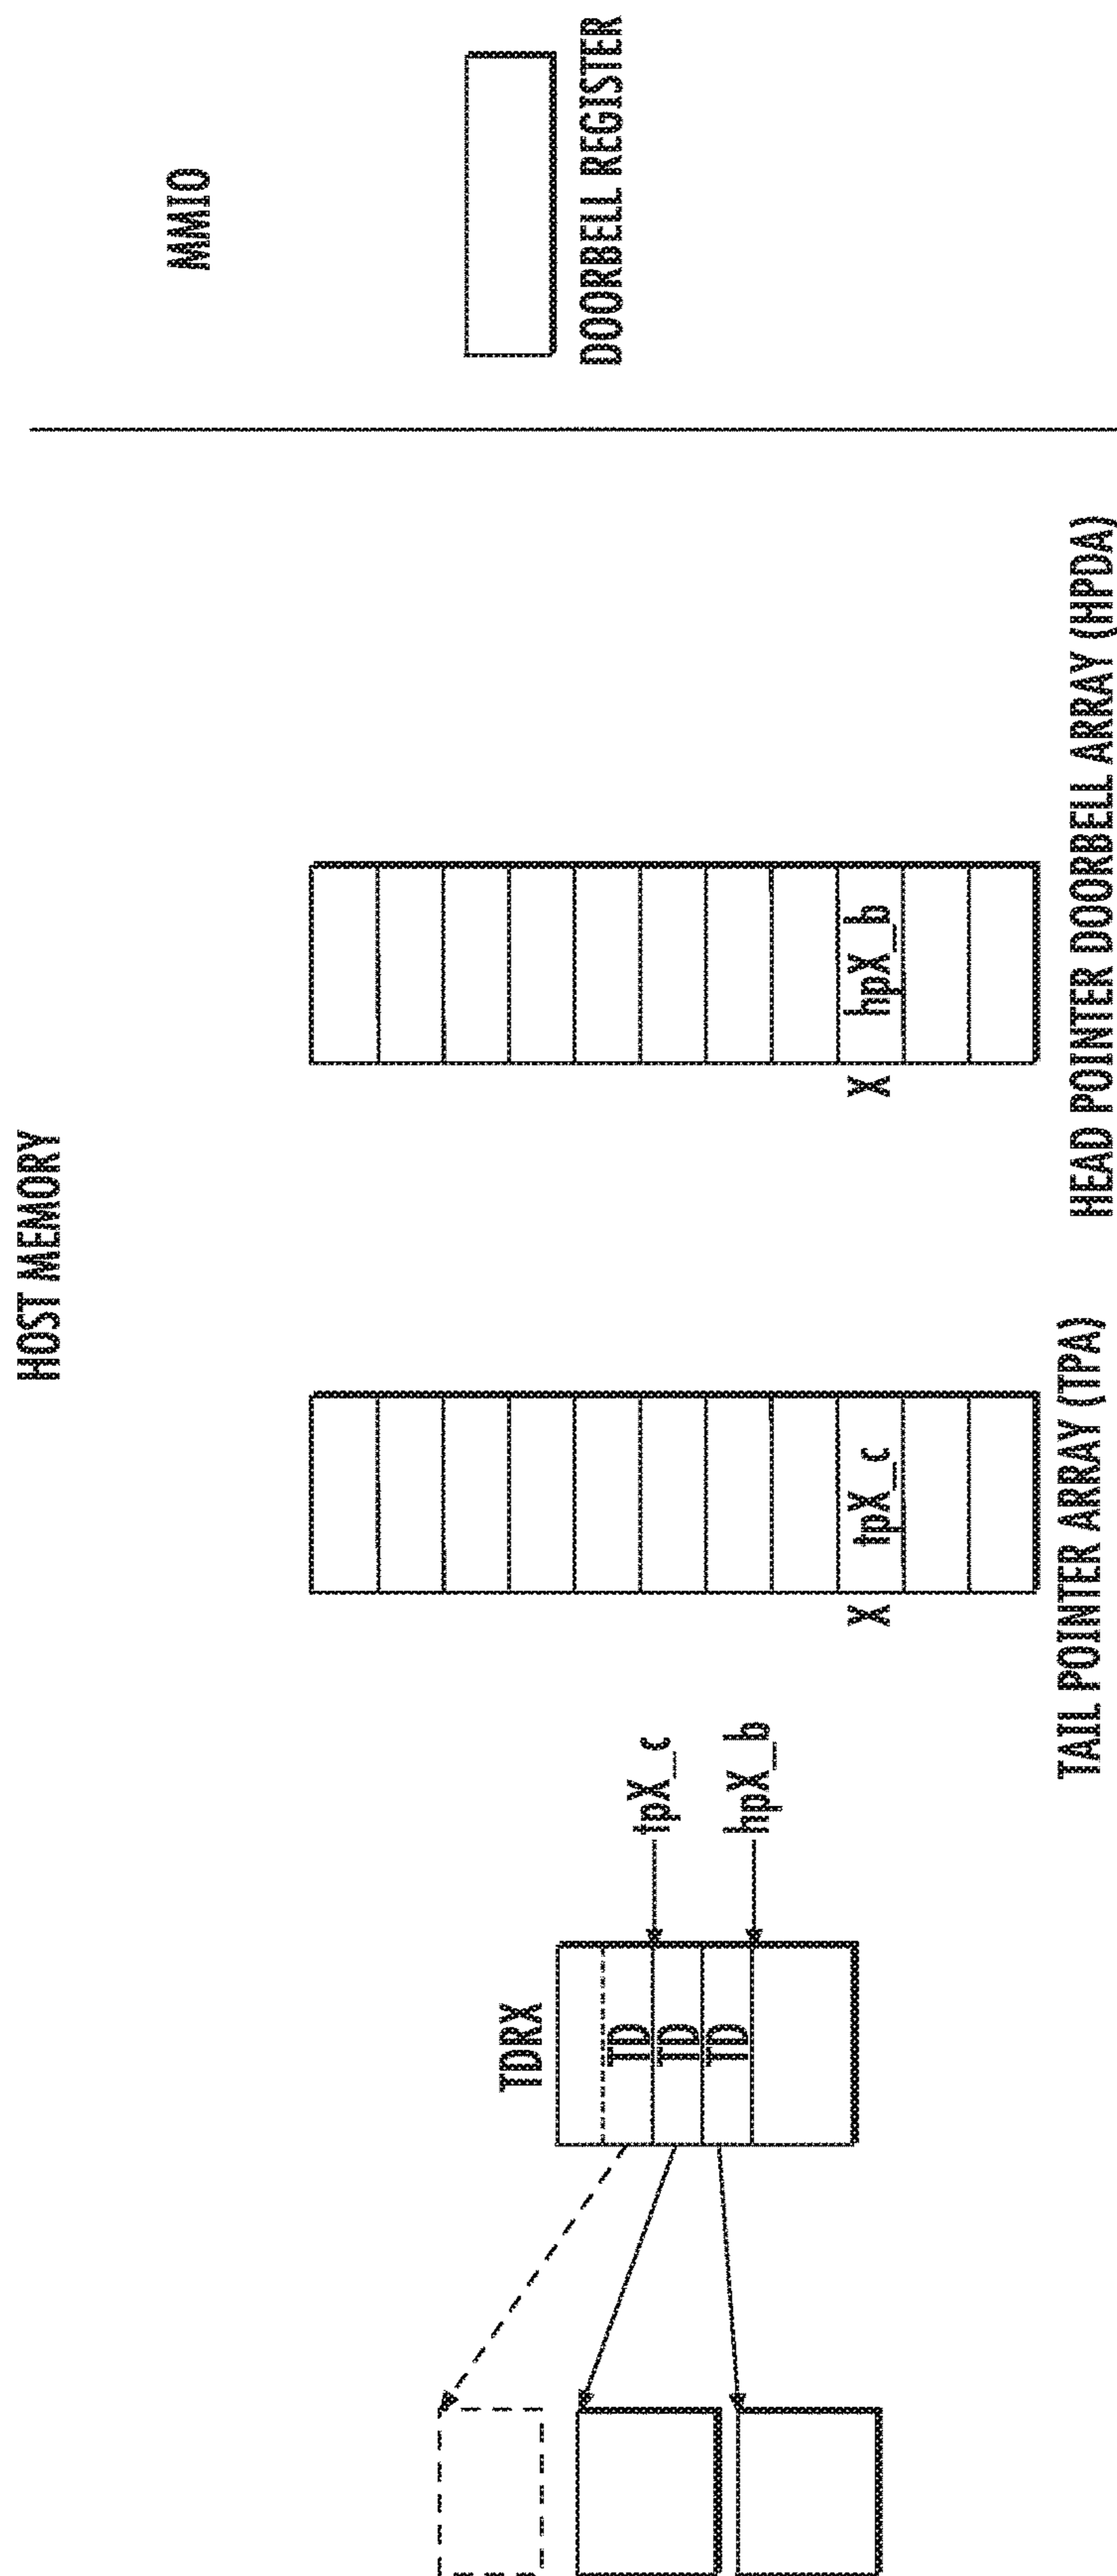 HOST MEMORY
MMIO
TDRX
TD
TD
TD
tpX_c
hpX_b
X
tpX_c
X
hpX_b
TAIL POINTER ARRAY (TPA)
HEAD POINTER DOORBELL ARRAY (HPDA)
DOORBELL REGISTER